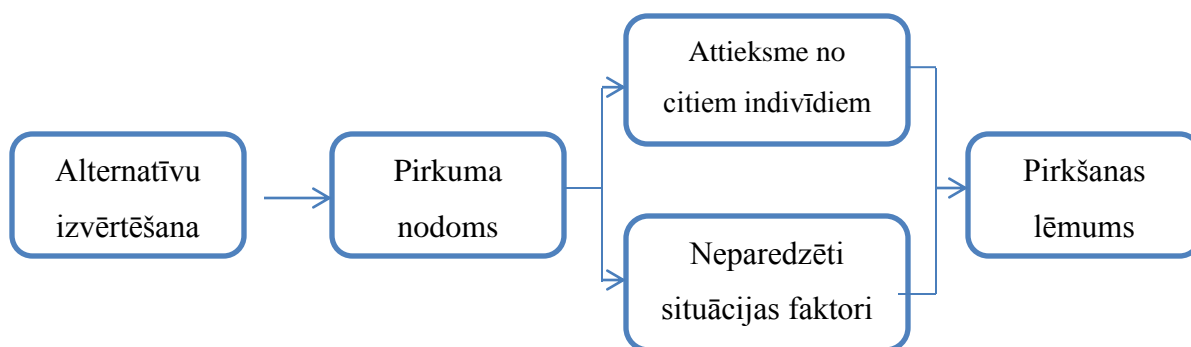 Alternatīvu
izvērtēšana
Pirkuma
nodoms
Attieksme no
citiem indivīdiem
Neparedzēti
situācijas faktori
Pirkšanas
lēmums